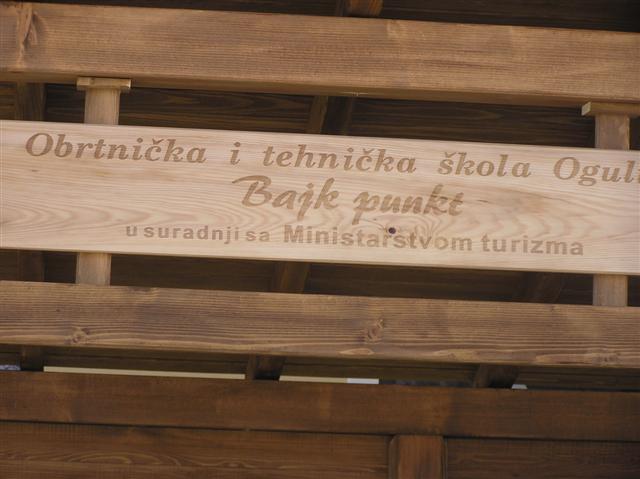 Obrtnička i tehnička škola Oguli
Bajk punkt
u suradnji sa Ministarstvom turizma